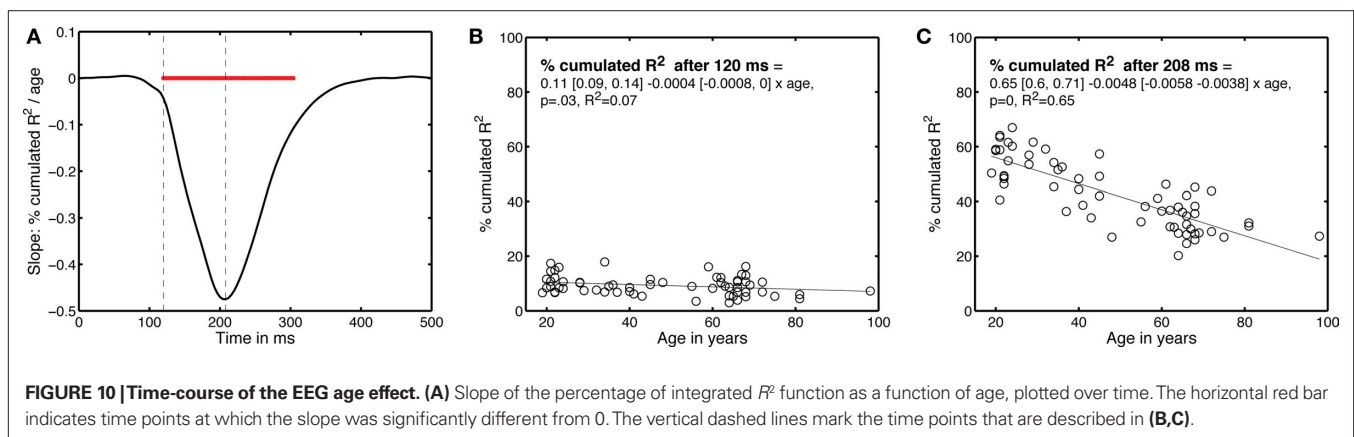 A
0.1
0
−0.1
−0.2
−0.3
−0.4
−0.5
0
100
200
300
400
500
Slope: % cumulated R² / age
Time in ms
B
100
80
60
40
20
0
20
40
60
80
100
% cumulated R²
Age in years
% cumulated R² after 120 ms =
0.11 [0.09, 0.14] -0.0004 [-0.0008, 0] x age,
p=.03, R²=0.07
C
100
80
60
40
20
0
20
40
60
80
100
% cumulated R²
Age in years
% cumulated R² after 208 ms =
0.65 [0.6, 0.71] -0.0048 [-0.0058 -0.0038] x age,
p=0, R²=0.65
FIGURE 10 | Time-course of the EEG age effect. (A) Slope of the percentage of integrated R² function as a function of age, plotted over time. The horizontal red bar
indicates time points at which the slope was significantly different from 0. The vertical dashed lines mark the time points that are described in (B,C).